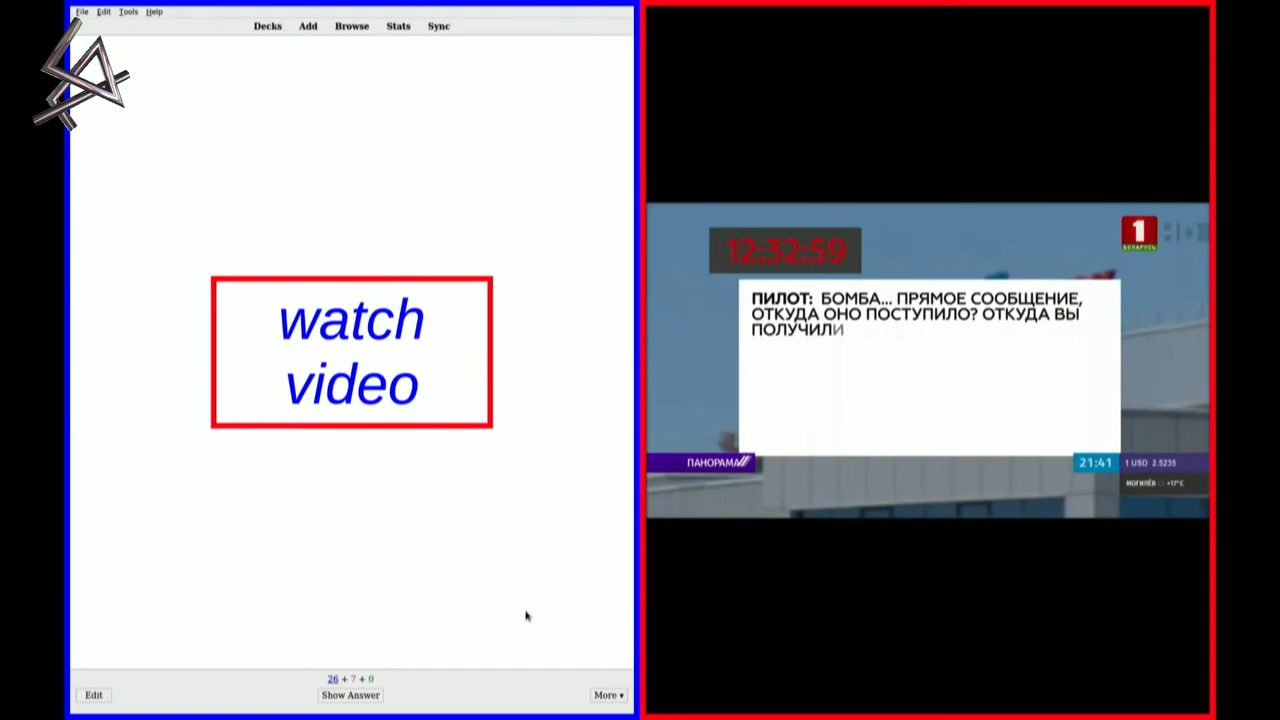 File Edit Tools Help
Decks Add Browse Stats Sync
watch
video
26 + 7 + 0
Edit
Show Answer
More ▾
12:32:59
1
БЕЛАРУСЬ
HD
ПИЛОТ: БОМБА... ПРЯМОЕ СООБЩЕНИЕ,
ОТКУДА ОНО ПОСТУПИЛО? ОТКУДА ВЫ
ПОЛУЧИЛИ
ПАНОРАМА
21:41
1 USD 2.5235
МОГИЛЁВ +17°C